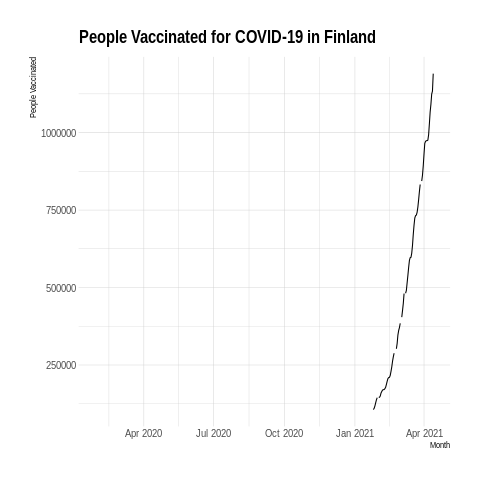 People Vaccinated for COVID-19 in Finland
People Vaccinated
1000000
750000
500000
250000
Apr 2020 Jul 2020 Oct 2020 Jan 2021 Apr 2021
Month